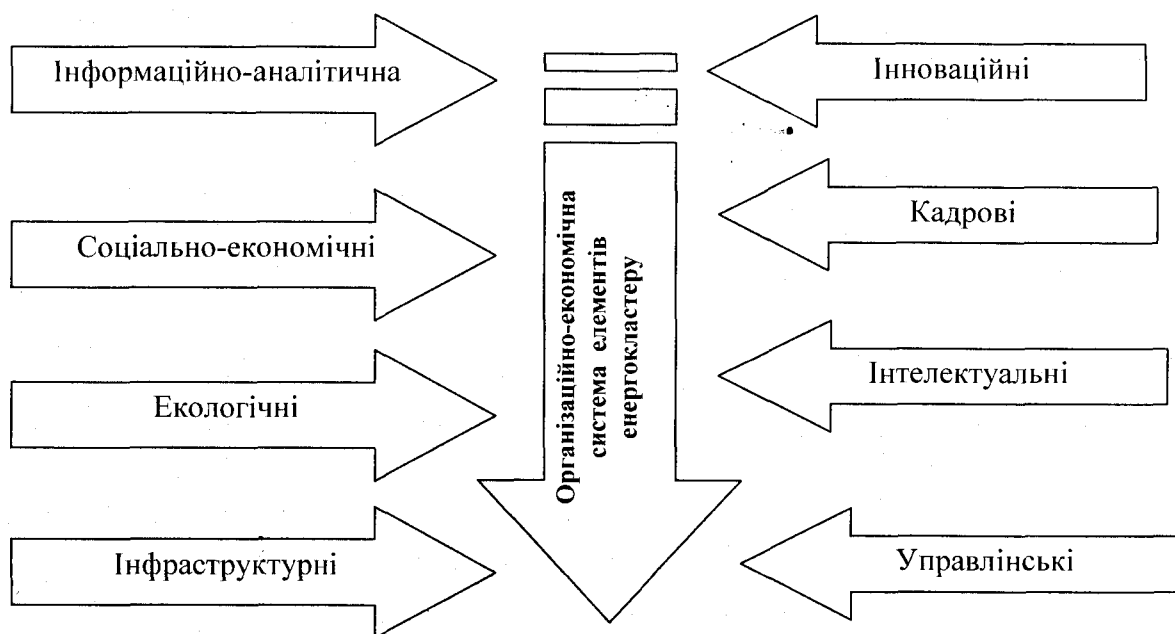 Інформаційно-аналітична
Інноваційні
Соціально-економічні
Кадрові
Організаційно-економічна
система елементів
енергокластеру
Екологічні
Інтелектуальні
Інфраструктурні
Управлінські